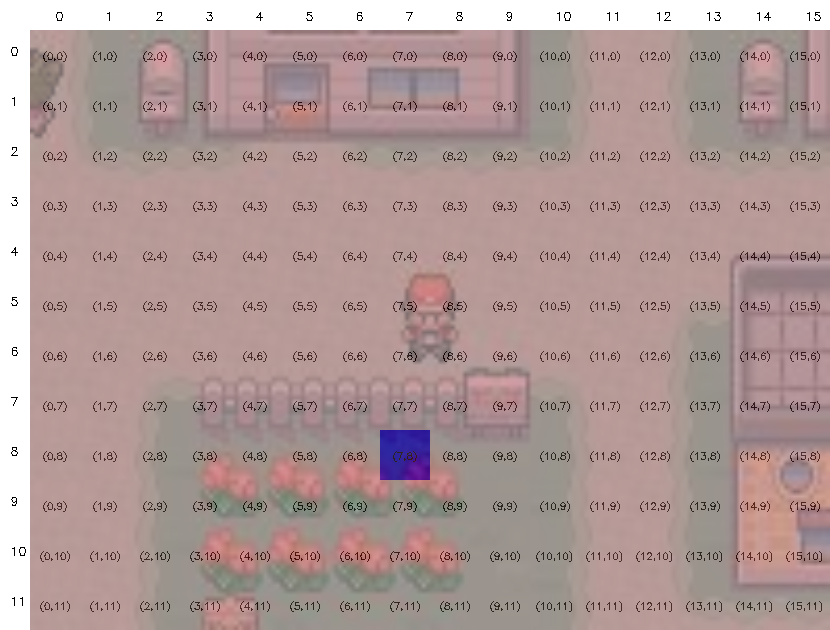 0 1 2 3 4 5 6 7 8 9 10 11 12 13 14 15
0 (0,0) (1,0) (2,0) (3,0) (4,0) (5,0) (6,0) (7,0) (8,0) (9,0) (10,0) (11,0) (12,0) (13,0) (14,0) (15,0)
1 (0,1) (1,1) (2,1) (3,1) (4,1) (5,1) (6,1) (7,1) (8,1) (9,1) (10,1) (11,1) (12,1) (13,1) (14,1) (15,1)
2 (0,2) (1,2) (2,2) (3,2) (4,2) (5,2) (6,2) (7,2) (8,2) (9,2) (10,2) (11,2) (12,2) (13,2) (14,2) (15,2)
3 (0,3) (1,3) (2,3) (3,3) (4,3) (5,3) (6,3) (7,3) (8,3) (9,3) (10,3) (11,3) (12,3) (13,3) (14,3) (15,3)
4 (0,4) (1,4) (2,4) (3,4) (4,4) (5,4) (6,4) (7,4) (8,4) (9,4) (10,4) (11,4) (12,4) (13,4) (14,4) (15,4)
5 (0,5) (1,5) (2,5) (3,5) (4,5) (5,5) (6,5) (7,5) (8,5) (9,5) (10,5) (11,5) (12,5) (13,5) (14,5) (15,5)
6 (0,6) (1,6) (2,6) (3,6) (4,6) (5,6) (6,6) (7,6) (8,6) (9,6) (10,6) (11,6) (12,6) (13,6) (14,6) (15,6)
7 (0,7) (1,7) (2,7) (3,7) (4,7) (5,7) (6,7) (7,7) (8,7) (9,7) (10,7) (11,7) (12,7) (13,7) (14,7) (15,7)
8 (0,8) (1,8) (2,8) (3,8) (4,8) (5,8) (6,8) (7,8) (8,8) (9,8) (10,8) (11,8) (12,8) (13,8) (14,8) (15,8)
9 (0,9) (1,9) (2,9) (3,9) (4,9) (5,9) (6,9) (7,9) (8,9) (9,9) (10,9) (11,9) (12,9) (13,9) (14,9) (15,9)
10 (0,10) (1,10) (2,10) (3,10) (4,10) (5,10) (6,10) (7,10) (8,10) (9,10) (10,10) (11,10) (12,10) (13,10) (14,10) (15,10)
11 (0,11) (1,11) (2,11) (3,11) (4,11) (5,11) (6,11) (7,11) (8,11) (9,11) (10,11) (11,11) (12,11) (13,11) (14,11) (15,11)